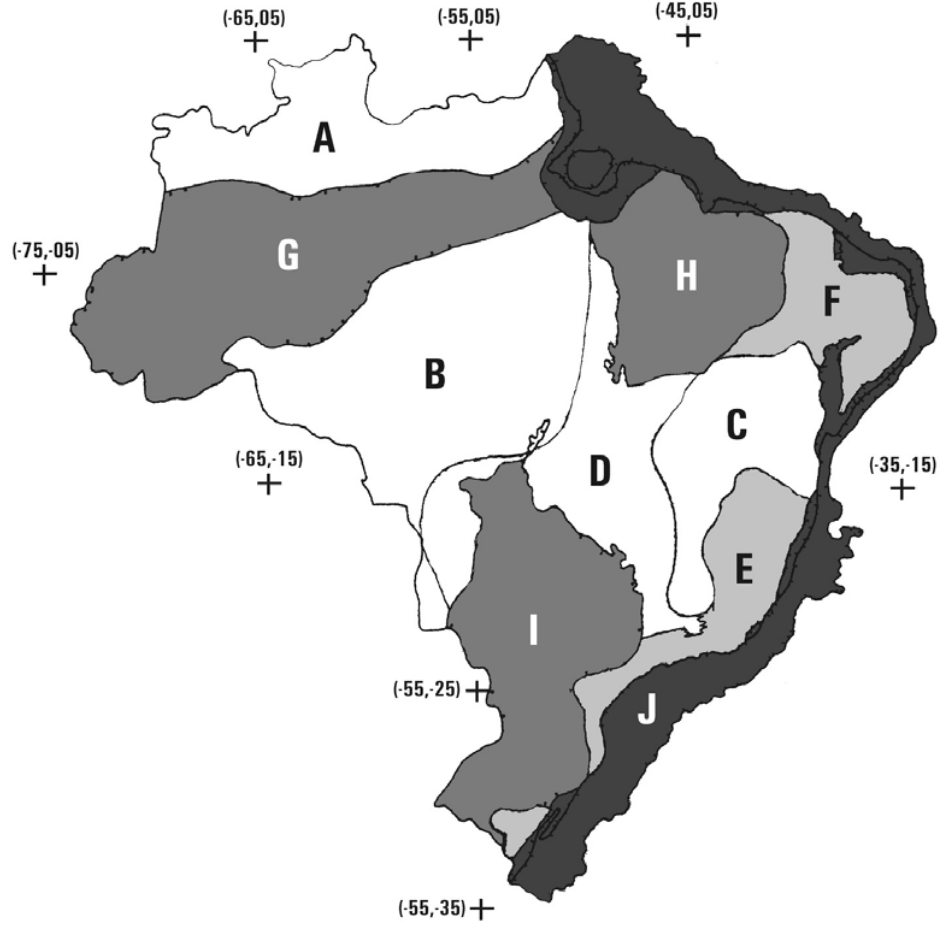 (-65,05)
(-55,05)
(-45,05)
A
(-75,-05)
G
H
F
B
C
(-65,-15)
D
(-35,-15)
E
I
(-55,-25)
J
(-55,-35)